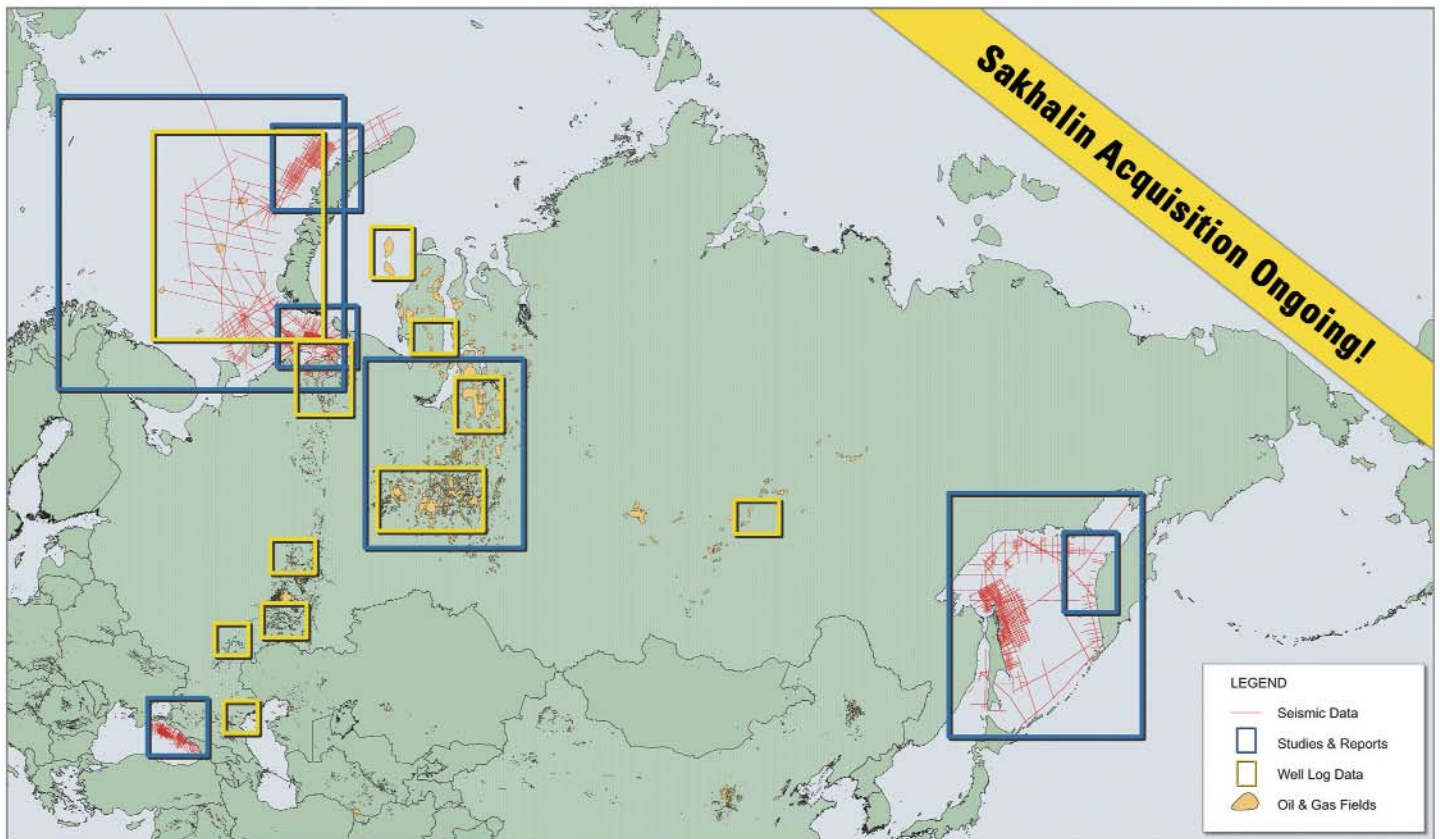 Sakhalin Acquisition Ongoing!
LEGEND
Seismic Data
Studies & Reports
Well Log Data
Oil & Gas Fields